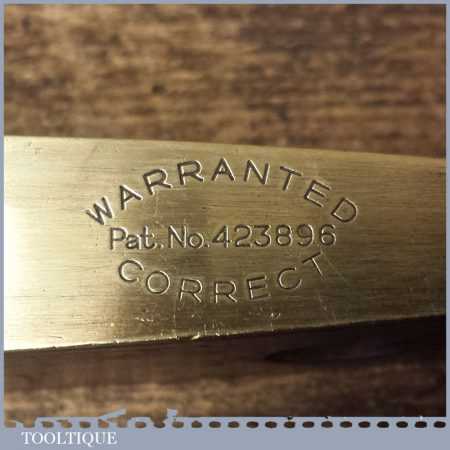 WARRANTED
Pat. No. 423896
CORRECT
TOOLTIQUE